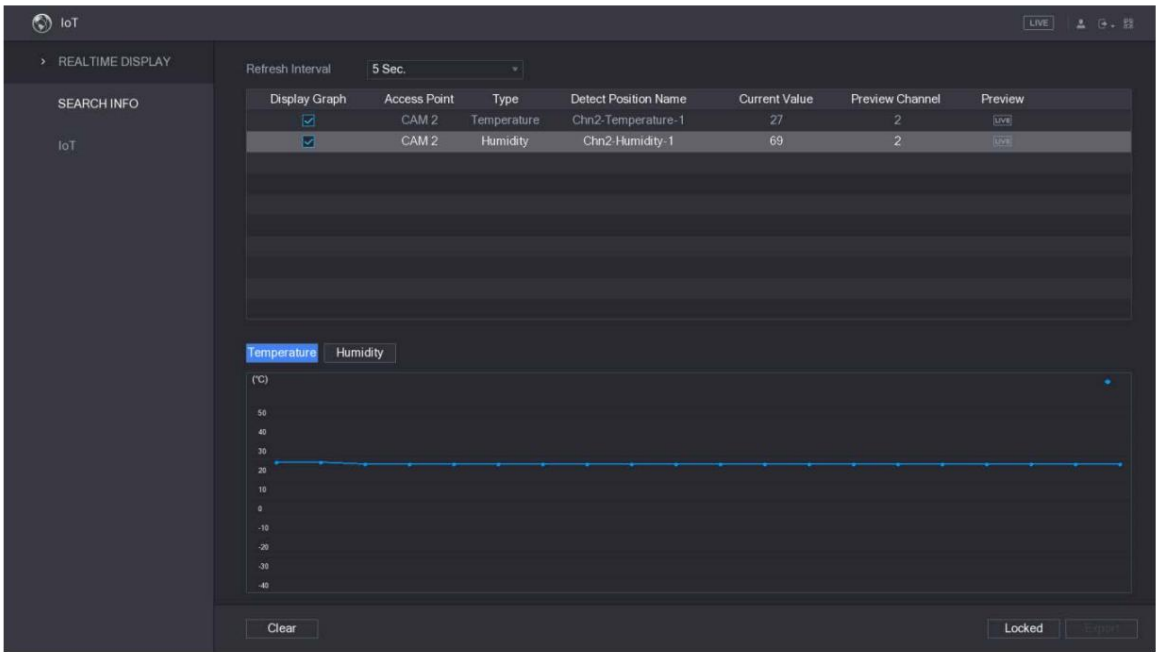 IoT LIVE
REALTIME DISPLAY
SEARCH INFO
IoT
Refresh Interval 5 Sec.
Display Graph Access Point Type Detect Position Name Current Value Preview Channel Preview
CAM 2 Temperature Chn2-Temperature-1 27 2 LIVE
CAM 2 Humidity Chn2-Humidity-1 69 2 LIVE
Temperature Humidity
(°C)
50
40
30
20
10
0
-10
-20
-30
-40
Clear Locked Export